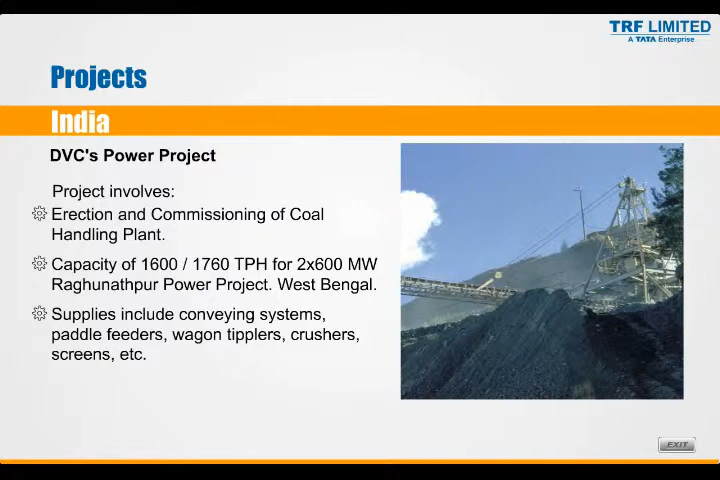 TRF LIMITED
A TATA Enterprise
Projects
India
DVC's Power Project
Project involves:
Erection and Commissioning of Coal
Handling Plant.
Capacity of 1600 / 1760 TPH for 2x600 MW
Raghunathpur Power Project. West Bengal.
Supplies include conveying systems,
paddle feeders, wagon tipplers, crushers,
screens, etc.
EXIT